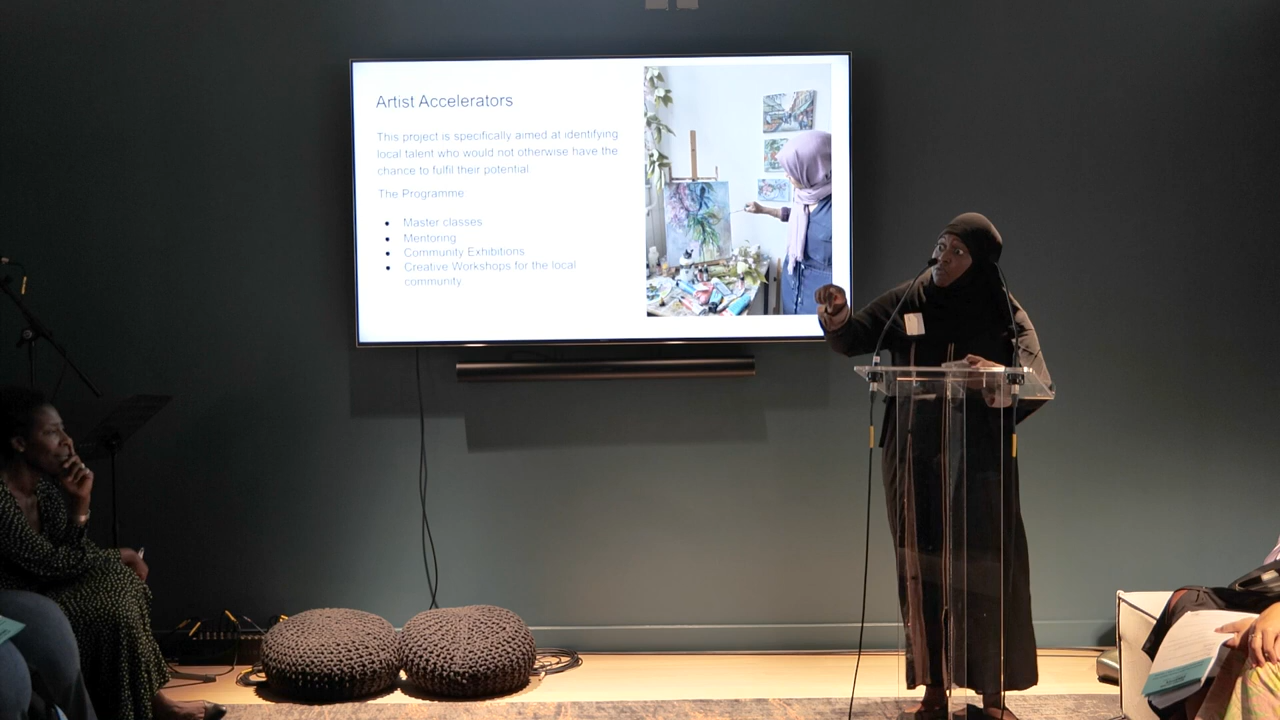 Artist Accelerators
This project is specifically aimed at identifying
local talent who would not otherwise have the
chance to fulfil their potential
The Programme
• Master classes
• Mentoring
• Community Exhibitions
• Creative Workshops for the local
community